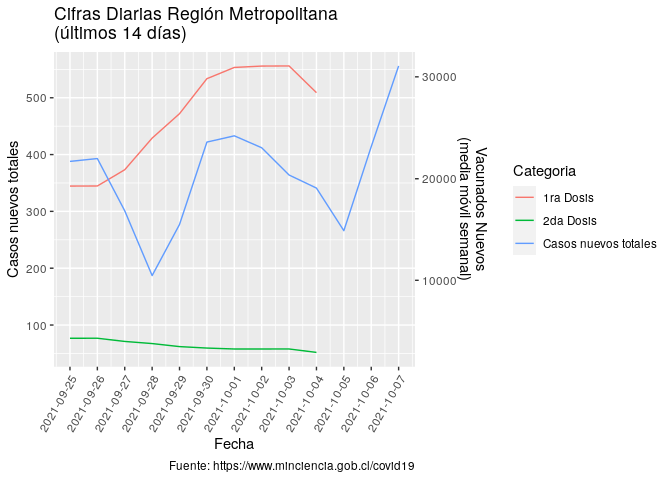 Cifras Diarias Región Metropolitana
(últimos 14 días)
500
400
300
200
100
Casos nuevos totales
30000
20000
10000
Vacunados Nuevos
(media móvil semanal)
2021-09-25
2021-09-26
2021-09-27
2021-09-28
2021-09-29
2021-09-30
2021-10-01
2021-10-02
2021-10-03
2021-10-04
2021-10-05
2021-10-06
2021-10-07
Fecha
Categoria
1ra Dosis
2da Dosis
Casos nuevos totales
Fuente: https://www.minciencia.gob.cl/covid19